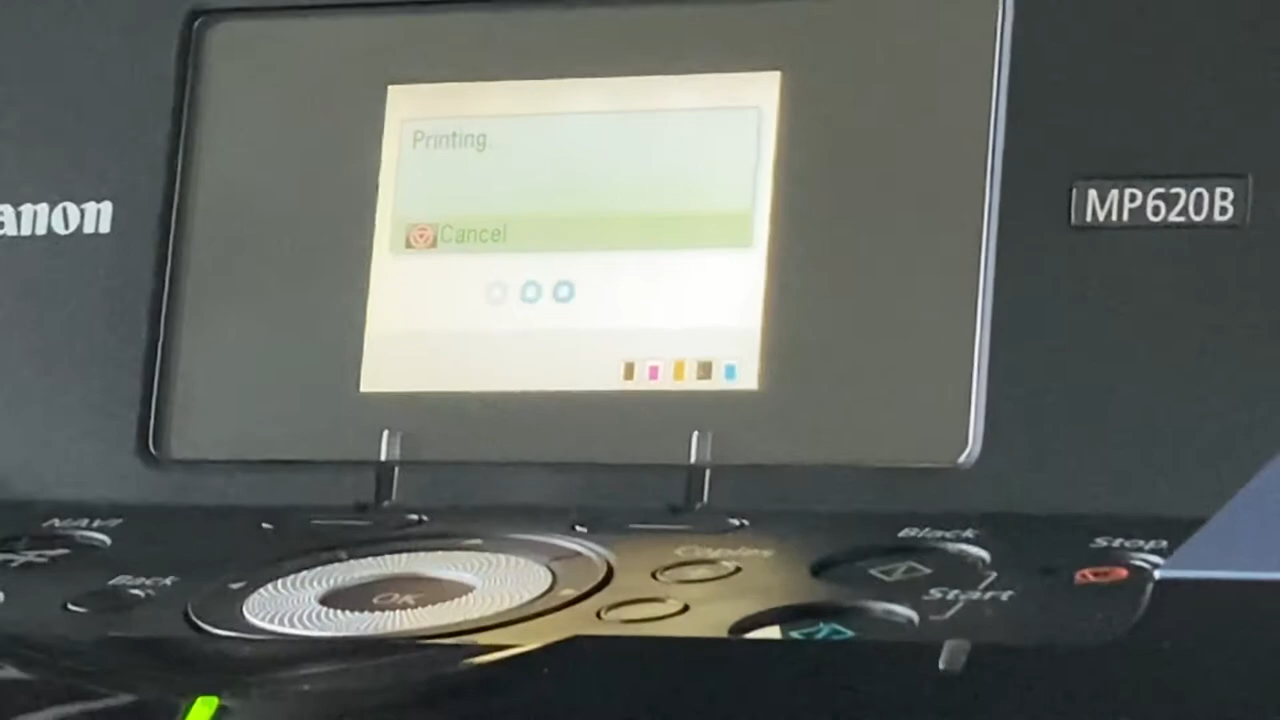 Printing.
Cancel
anon
MP620B
NAVI
Back
OK
Copies
Black
Start
Stop